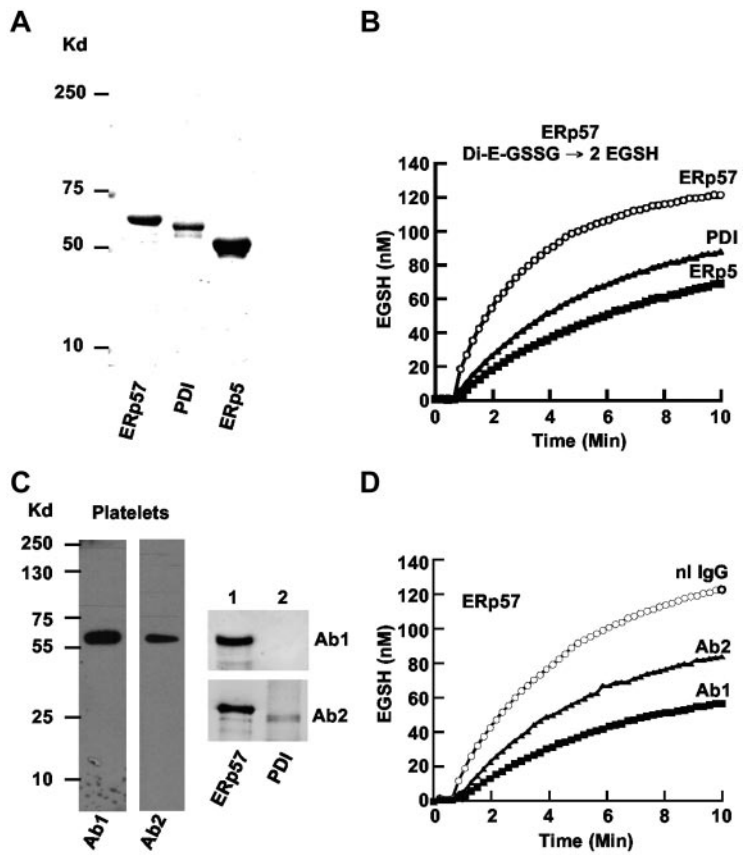 A
Kd
250
75
50
10
ERp57
PDI
ERp5
B
ERp57
Di-E-GSSG → 2 EGSH
EGSH (nM)
140
120
100
80
60
40
20
0
0 2 4 6 8 10
Time (Min)
ERp57
PDI
ERp5
C
Kd
Platelets
250
130
75
55
25
10
Ab1
Ab2
1 2
Ab1
Ab2
ERp57
PDI
D
ERp57
EGSH (nM)
140
120
100
80
60
40
20
0
0 2 4 6 8 10
Time (Min)
nl IgG
Ab2
Ab1